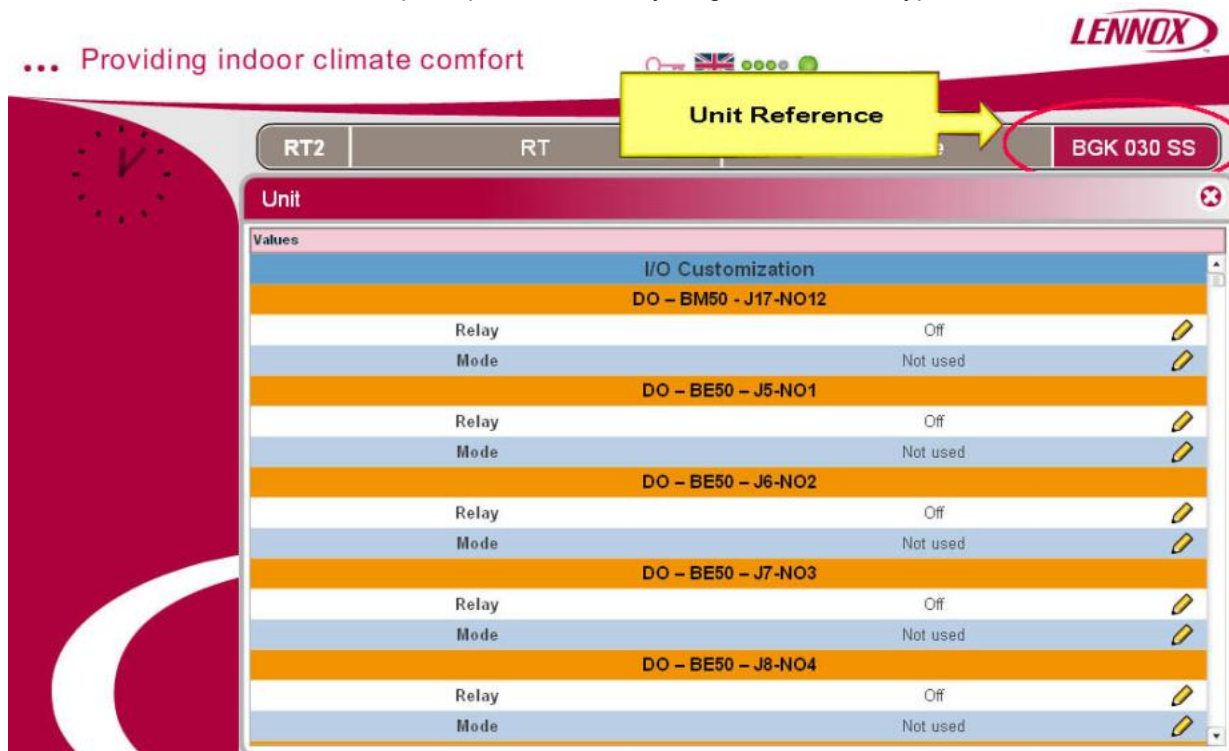 LENNOX
... Providing indoor climate comfort
Unit Reference
RT2 RT BGK 030 SS
Unit
Values
I/O Customization
DO – BM50 - J17-NO12
Relay Off
Mode Not used
DO – BE50 – J5-NO1
Relay Off
Mode Not used
DO – BE50 – J6-NO2
Relay Off
Mode Not used
DO – BE50 – J7-NO3
Relay Off
Mode Not used
DO – BE50 – J8-NO4
Relay Off
Mode Not used